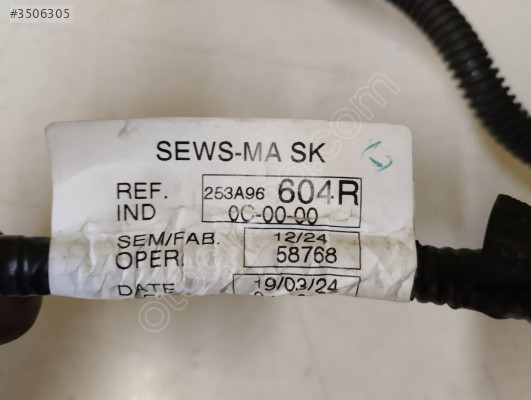 #3506305
SEWS-MA SK
REF. 253A96 604R
IND 0C-00-00
SEM/FAB. 12/24
OPER. 58768
DATE 19/03/24